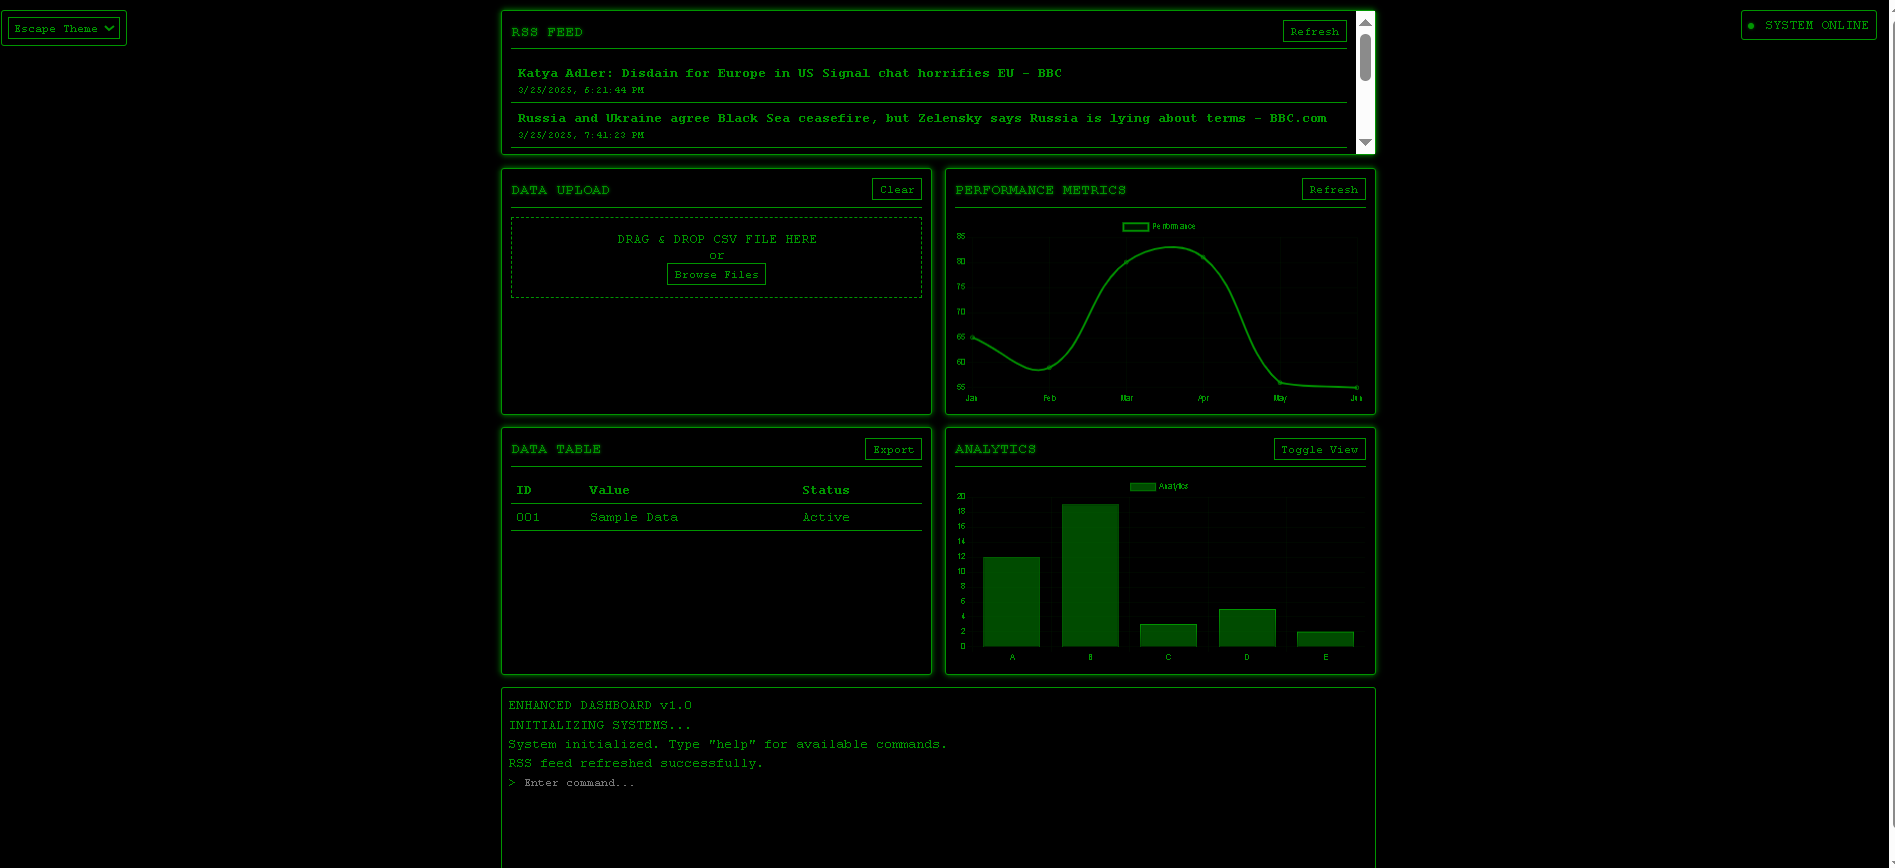 Escape Theme
SYSTEM ONLINE
RSS FEED
Refresh
Katya Adler: Disdain for Europe in US Signal chat horrifies EU - BBC
3/25/2025, 6:21:44 PM
Russia and Ukraine agree Black Sea ceasefire, but Zelensky says Russia is lying about terms - BBC.com
3/25/2025, 7:41:23 PM
DATA UPLOAD
Clear
DRAG & DROP CSV FILE HERE
or
Browse Files
PERFORMANCE METRICS
Refresh
Performance
85
80
75
70
65
60
55
Jan Feb Mar Apr May Jun
DATA TABLE
Export
ID Value Status
001 Sample Data Active
ANALYTICS
Toggle View
Analytics
20
18
16
14
12
10
8
6
4
2
0
A B C D E
ENHANCED DASHBOARD v1.0
INITIALIZING SYSTEMS...
System initialized. Type "help" for available commands.
RSS feed refreshed successfully.
> Enter command...